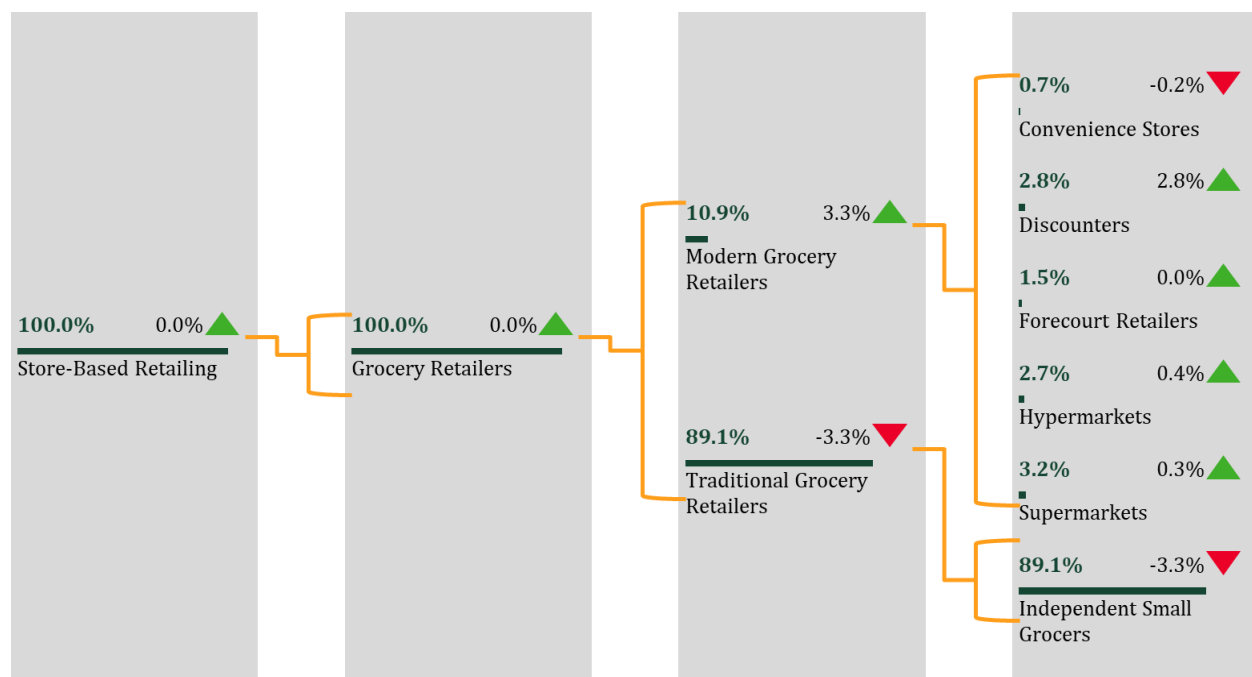 100.0% 0.0%
Store-Based Retailing
100.0% 0.0%
Grocery Retailers
10.9% 3.3%
Modern Grocery
Retailers
89.1% -3.3%
Traditional Grocery
Retailers
0.7% -0.2%
Convenience Stores
2.8% 2.8%
Discounters
1.5% 0.0%
Forecourt Retailers
2.7% 0.4%
Hypermarkets
3.2% 0.3%
Supermarkets
89.1% -3.3%
Independent Small
Grocers